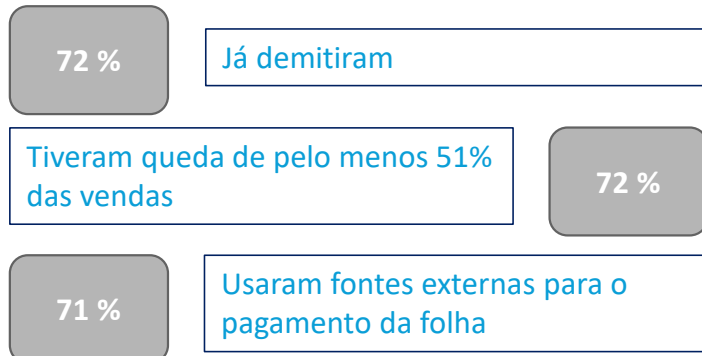 72 %
Já demitiram
Tiveram queda de pelo menos 51%
das vendas
72 %
71 %
Usaram fontes externas para o
pagamento da folha